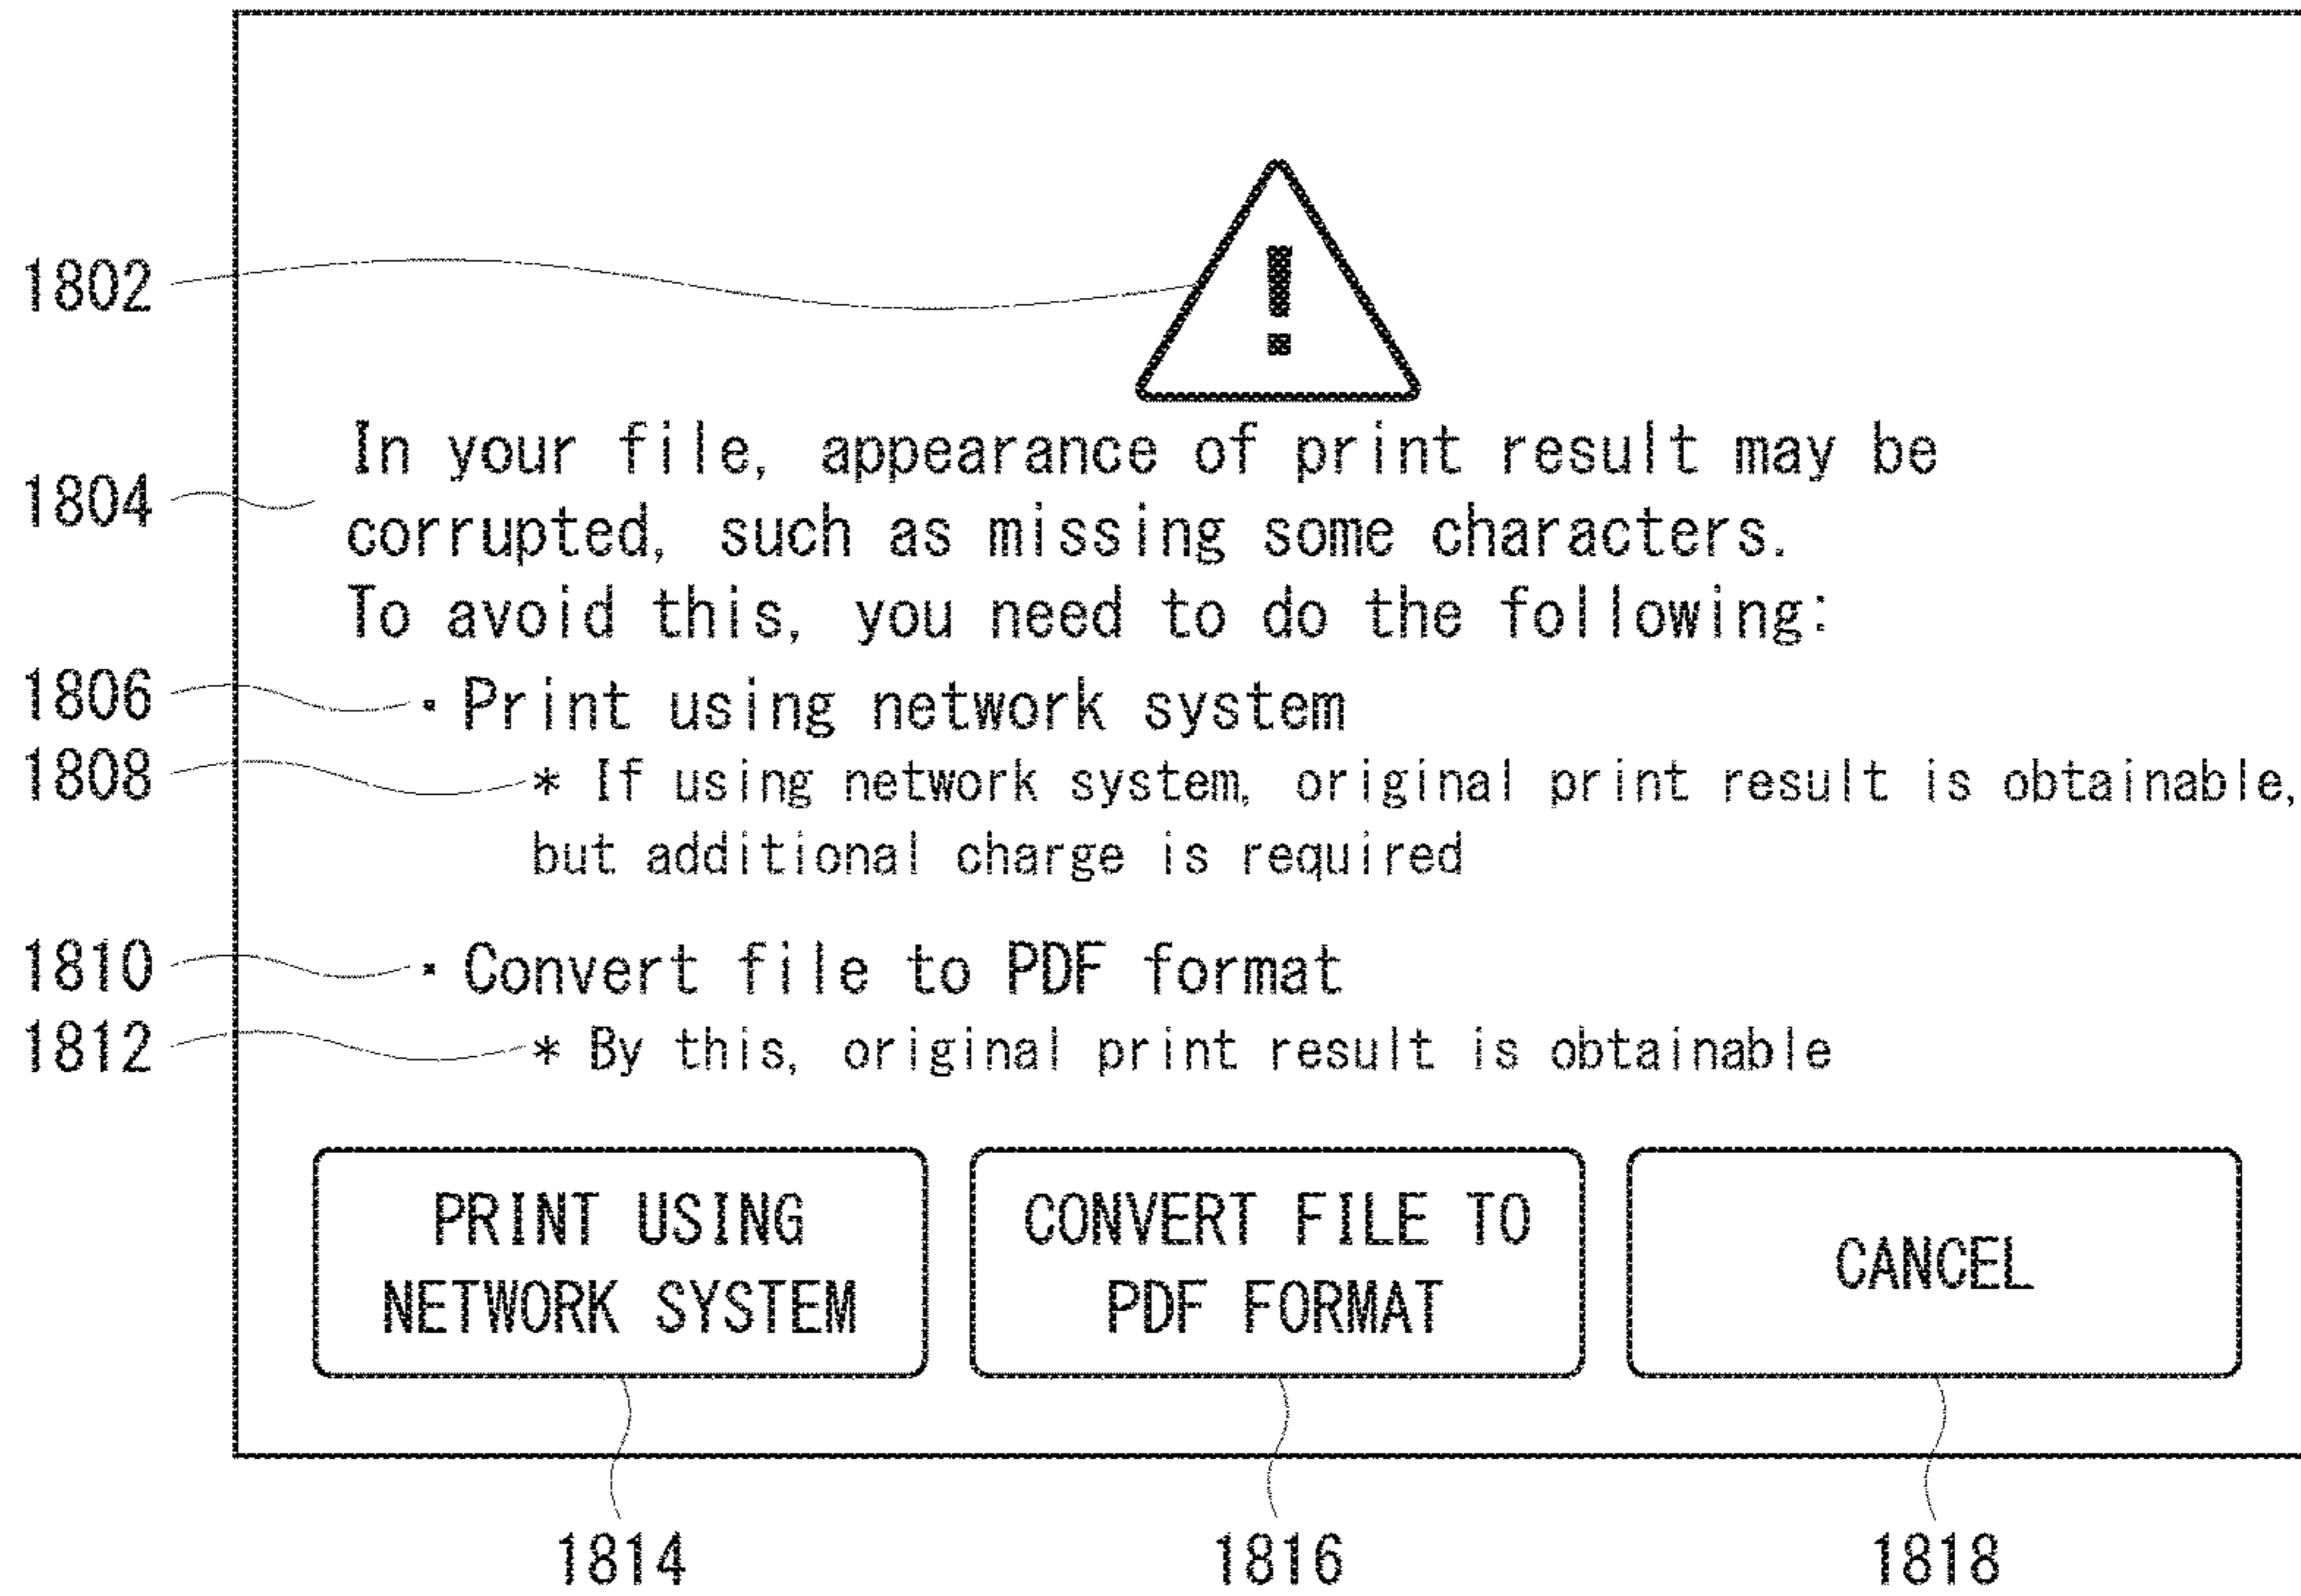 !
1802
In your file, appearance of print result may be
1804
corrupted, such as missing some characters.
To avoid this, you need to do the following:
1806
・Print using network system
1808
* If using network system, original print result is obtainable,
but additional charge is required
1810
・Convert file to PDF format
1812
* By this, original print result is obtainable
PRINT USING
NETWORK SYSTEM
CONVERT FILE TO
PDF FORMAT
CANCEL
1814
1816
1818